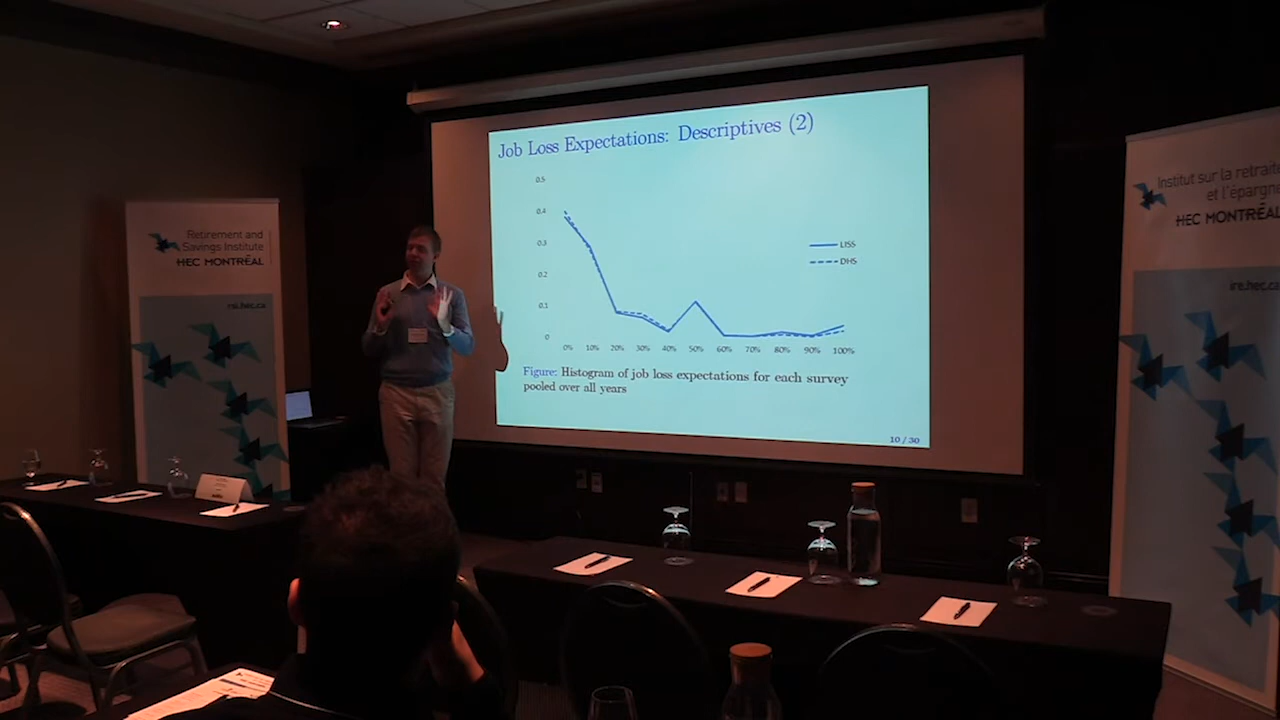 Job Loss Expectations: Descriptives (2)
0.5
0.4
0.3
0.2
0.1
0
0% 10% 20% 30% 40% 50% 60% 70% 80% 90% 100%
LISS
DHS
Figure: Histogram of job loss expectations for each survey
pooled over all years
10 / 30
Retirement and
Savings Institute
HEC MONTRÉAL
rsi.hec.ca
Institut sur la retraite
et l'épargne
HEC MONTRÉAL
ire.hec.ca